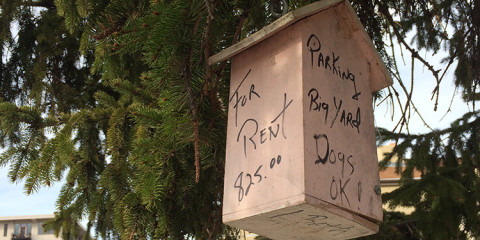 For
Rent
825.00
Parking
Big Yard
Dogs
OK!